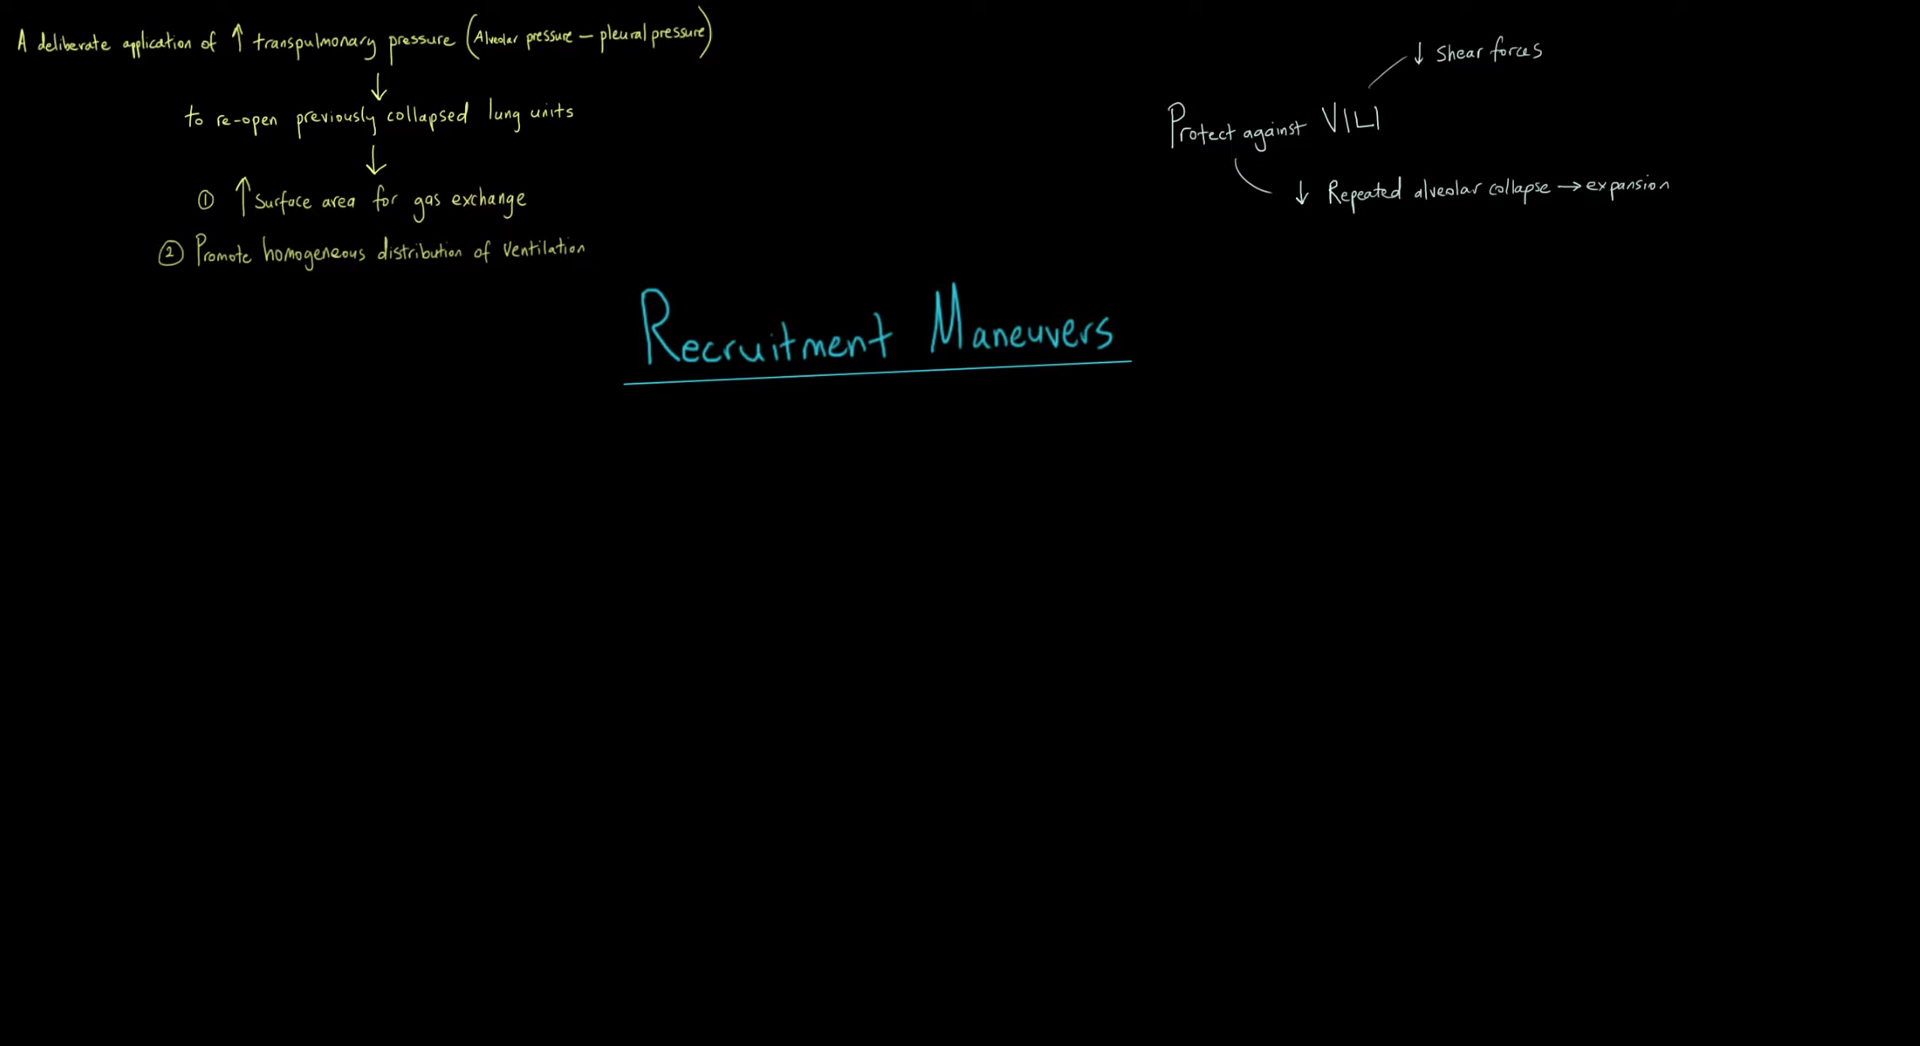 A deliberate application of ↑ transpulmonary pressure (Alveolar pressure – pleural pressure)
↓
to re-open previously collapsed lung units
↓
① ↑ Surface area for gas exchange
② Promote homogeneous distribution of ventilation
↓ Shear forces
Protect against VILI
↓ Repeated alveolar collapse → expansion
Recruitment Maneuvers